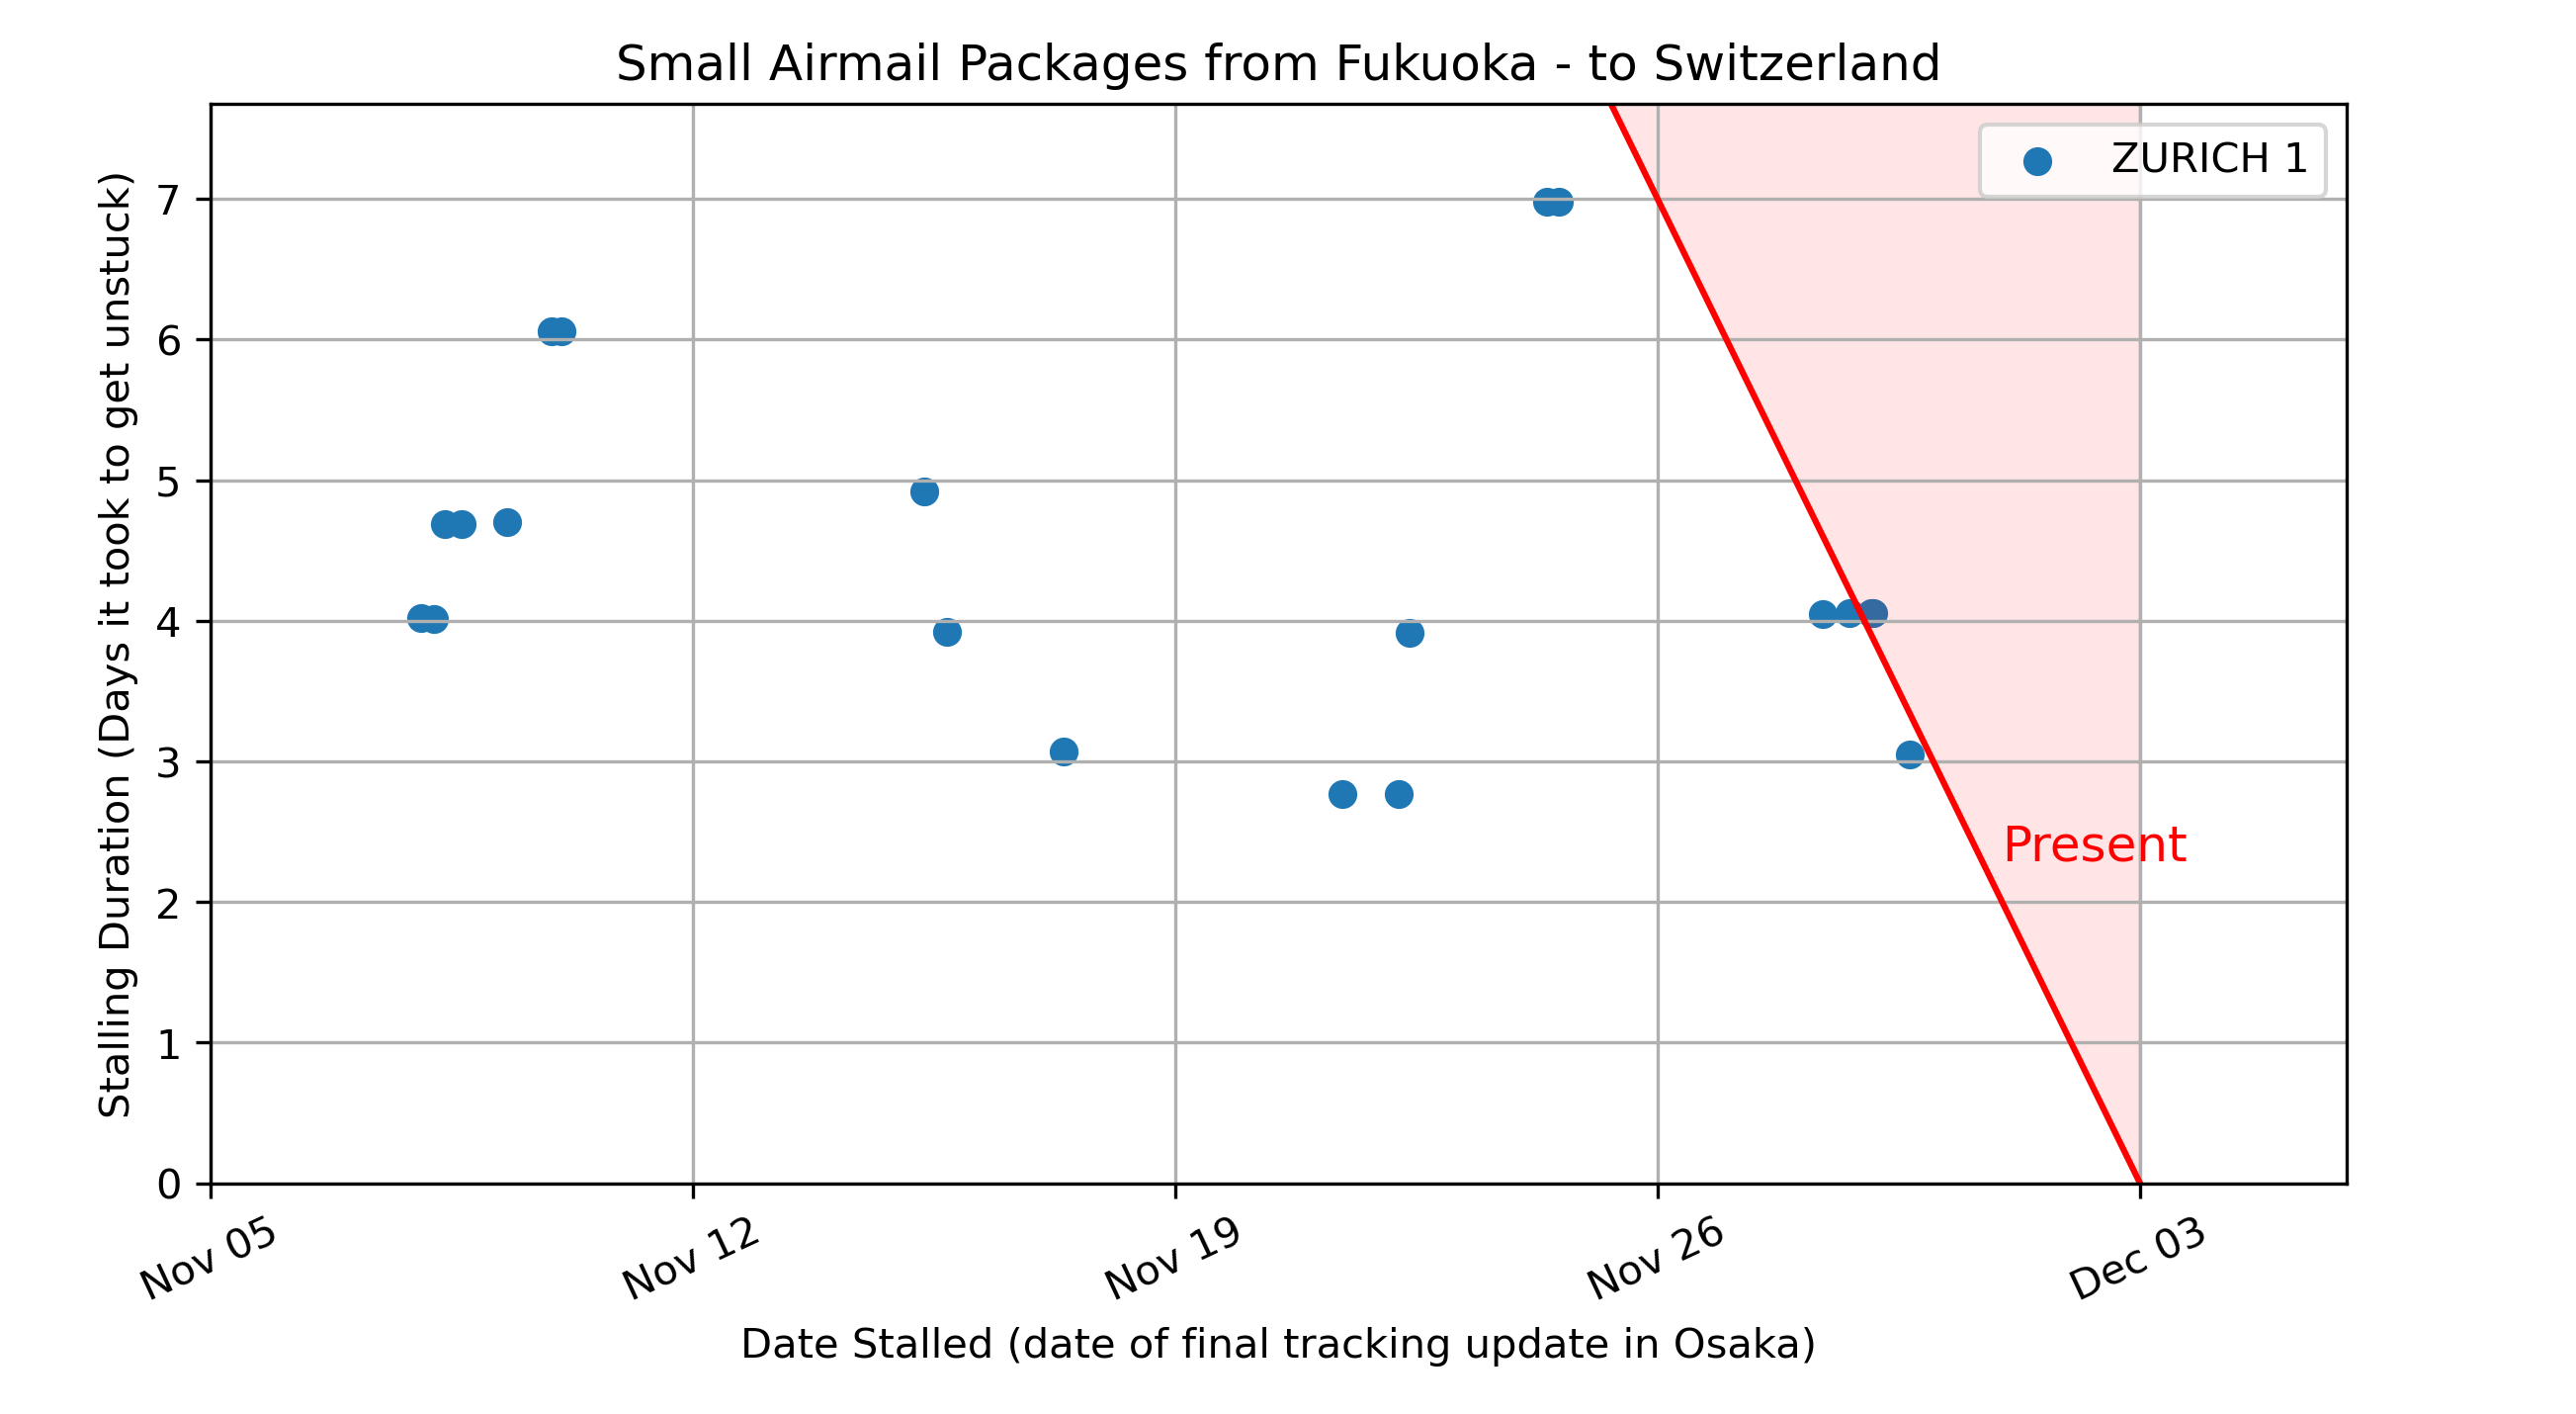 Small Airmail Packages from Fukuoka - to Switzerland
ZURICH 1
Stalling Duration (Days it took to get unstuck)
7
6
5
4
3
2
1
0
Present
Nov 05
Nov 12
Nov 19
Nov 26
Dec 03
Date Stalled (date of final tracking update in Osaka)